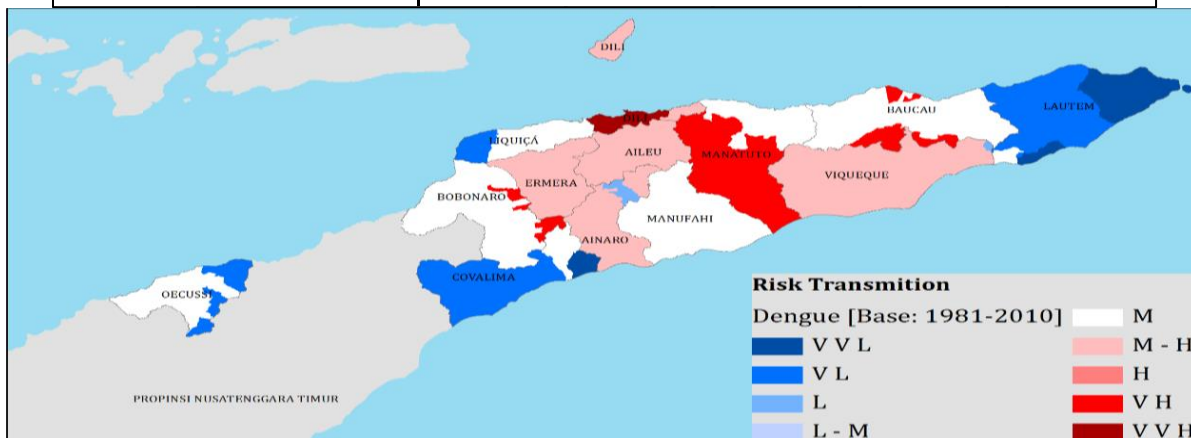 DILI
BAUCAU
LAUTEM
DILI
LIQUIÇÁ
AILEU
MANATUTO
VIQUEQUE
ERMERA
BOBONARO
MANUFAHI
AINARO
COVALIMA
OECUSSI
PROPINSI NUSATENGGARA TIMUR
Risk Transmition
Dengue [Base: 1981-2010]
V V L
V L
L
L - M
M
M - H
H
V H
V V H